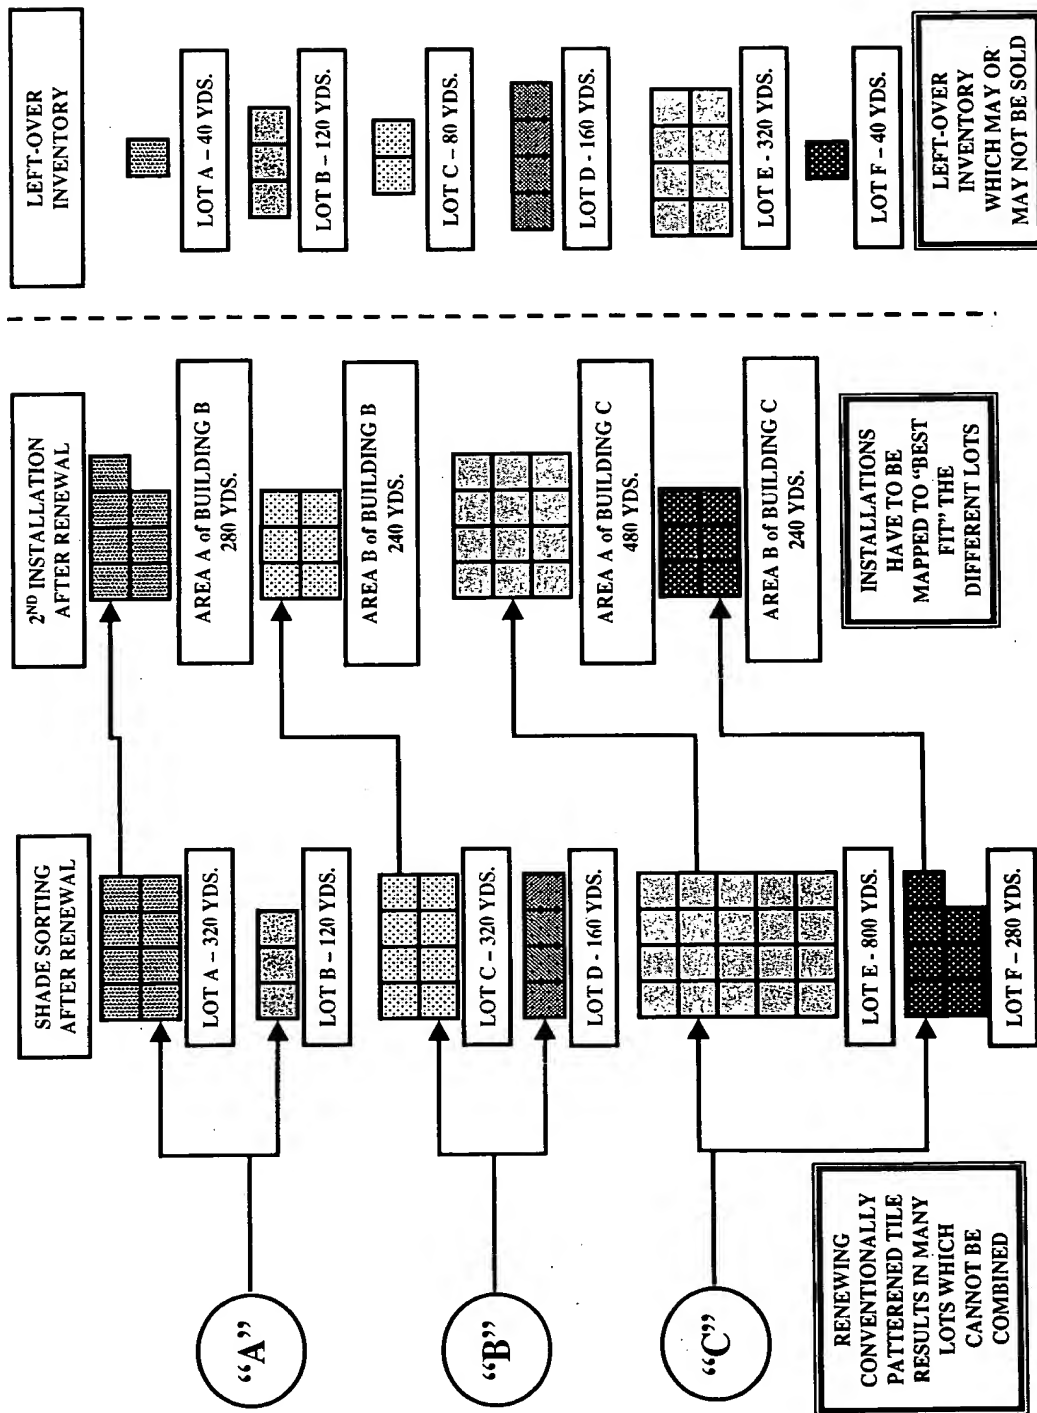 "A"
"B"
"C"
RENEWING
CONVENTIONALLY
PATTERENED TILE
RESULTS IN MANY
LOTS WHICH
CANNOT BE
COMBINED
SHADE SORTING
AFTER RENEWAL
LOT A – 320 YDS.
LOT B – 120 YDS.
LOT C – 320 YDS.
LOT D – 160 YDS.
LOT E - 800 YDS.
LOT F – 280 YDS.
2ND INSTALLATION
AFTER RENEWAL
AREA A of BUILDING B
280 YDS.
AREA B of BUILDING B
240 YDS.
AREA A of BUILDING C
480 YDS.
AREA B of BUILDING C
240 YDS.
INSTALLATIONS
HAVE TO BE
MAPPED TO "BEST
FIT" THE
DIFFERENT LOTS
LEFT-OVER
INVENTORY
LOT A – 40 YDS.
LOT B – 120 YDS.
LOT C – 80 YDS.
LOT D - 160 YDS.
LOT E - 320 YDS.
LOT F – 40 YDS.
LEFT-OVER
INVENTORY
WHICH MAY OR
MAY NOT BE SOLD